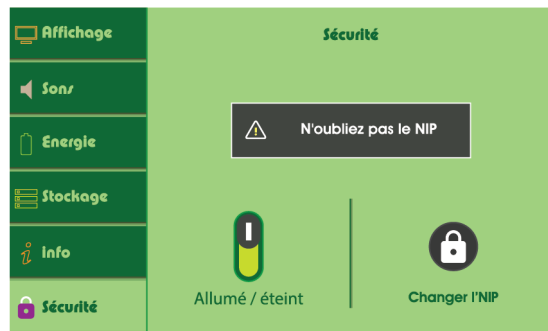 Affichage
Sécurité
Sons
N'oubliez pas le NIP
Energie
Stockage
Info
Allumé / éteint
Changer l'NIP
Sécurité